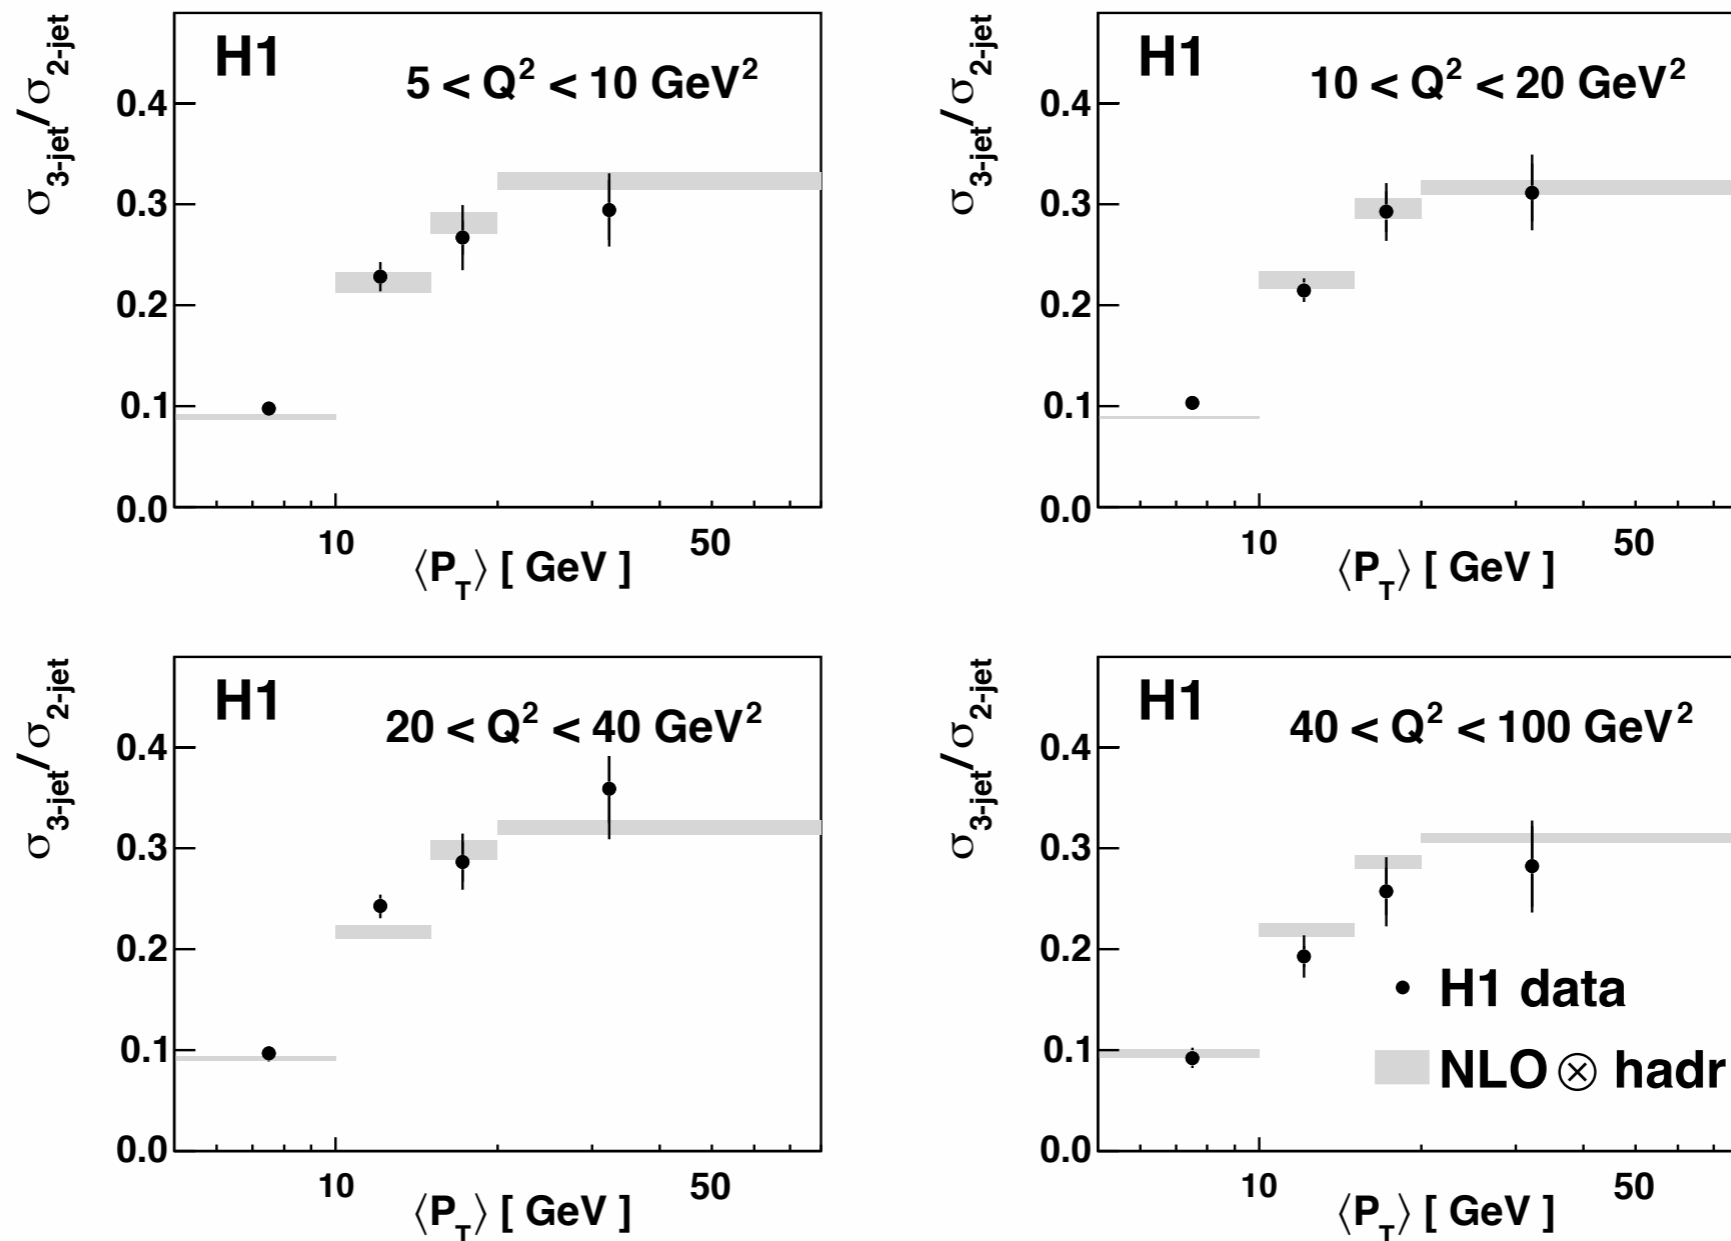 H1
5 < Q² < 10 GeV²
σ₃₋jet/σ₂₋jet
0.4
0.3
0.2
0.1
0.0
10
50
⟨P_T⟩ [ GeV ]
H1
10 < Q² < 20 GeV²
σ₃₋jet/σ₂₋jet
0.4
0.3
0.2
0.1
0.0
10
50
⟨P_T⟩ [ GeV ]
H1
20 < Q² < 40 GeV²
σ₃₋jet/σ₂₋jet
0.4
0.3
0.2
0.1
0.0
10
50
⟨P_T⟩ [ GeV ]
H1
40 < Q² < 100 GeV²
σ₃₋jet/σ₂₋jet
0.4
0.3
0.2
0.1
0.0
10
50
⟨P_T⟩ [ GeV ]
H1 data
NLO ⊗ hadr